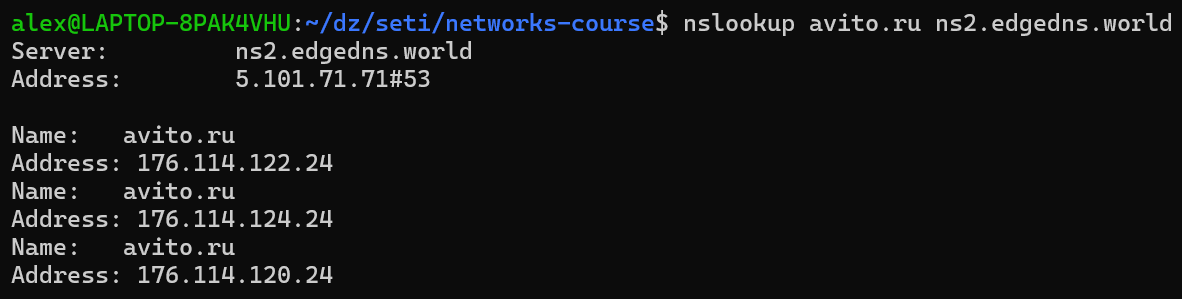 alex@LAPTOP-8PAK4VHU:~/dz/seti/networks-course$ nslookup avito.ru ns2.edgedns.world
Server:         ns2.edgedns.world
Address:        5.101.71.71#53

Name:   avito.ru
Address: 176.114.122.24
Name:   avito.ru
Address: 176.114.124.24
Name:   avito.ru
Address: 176.114.120.24